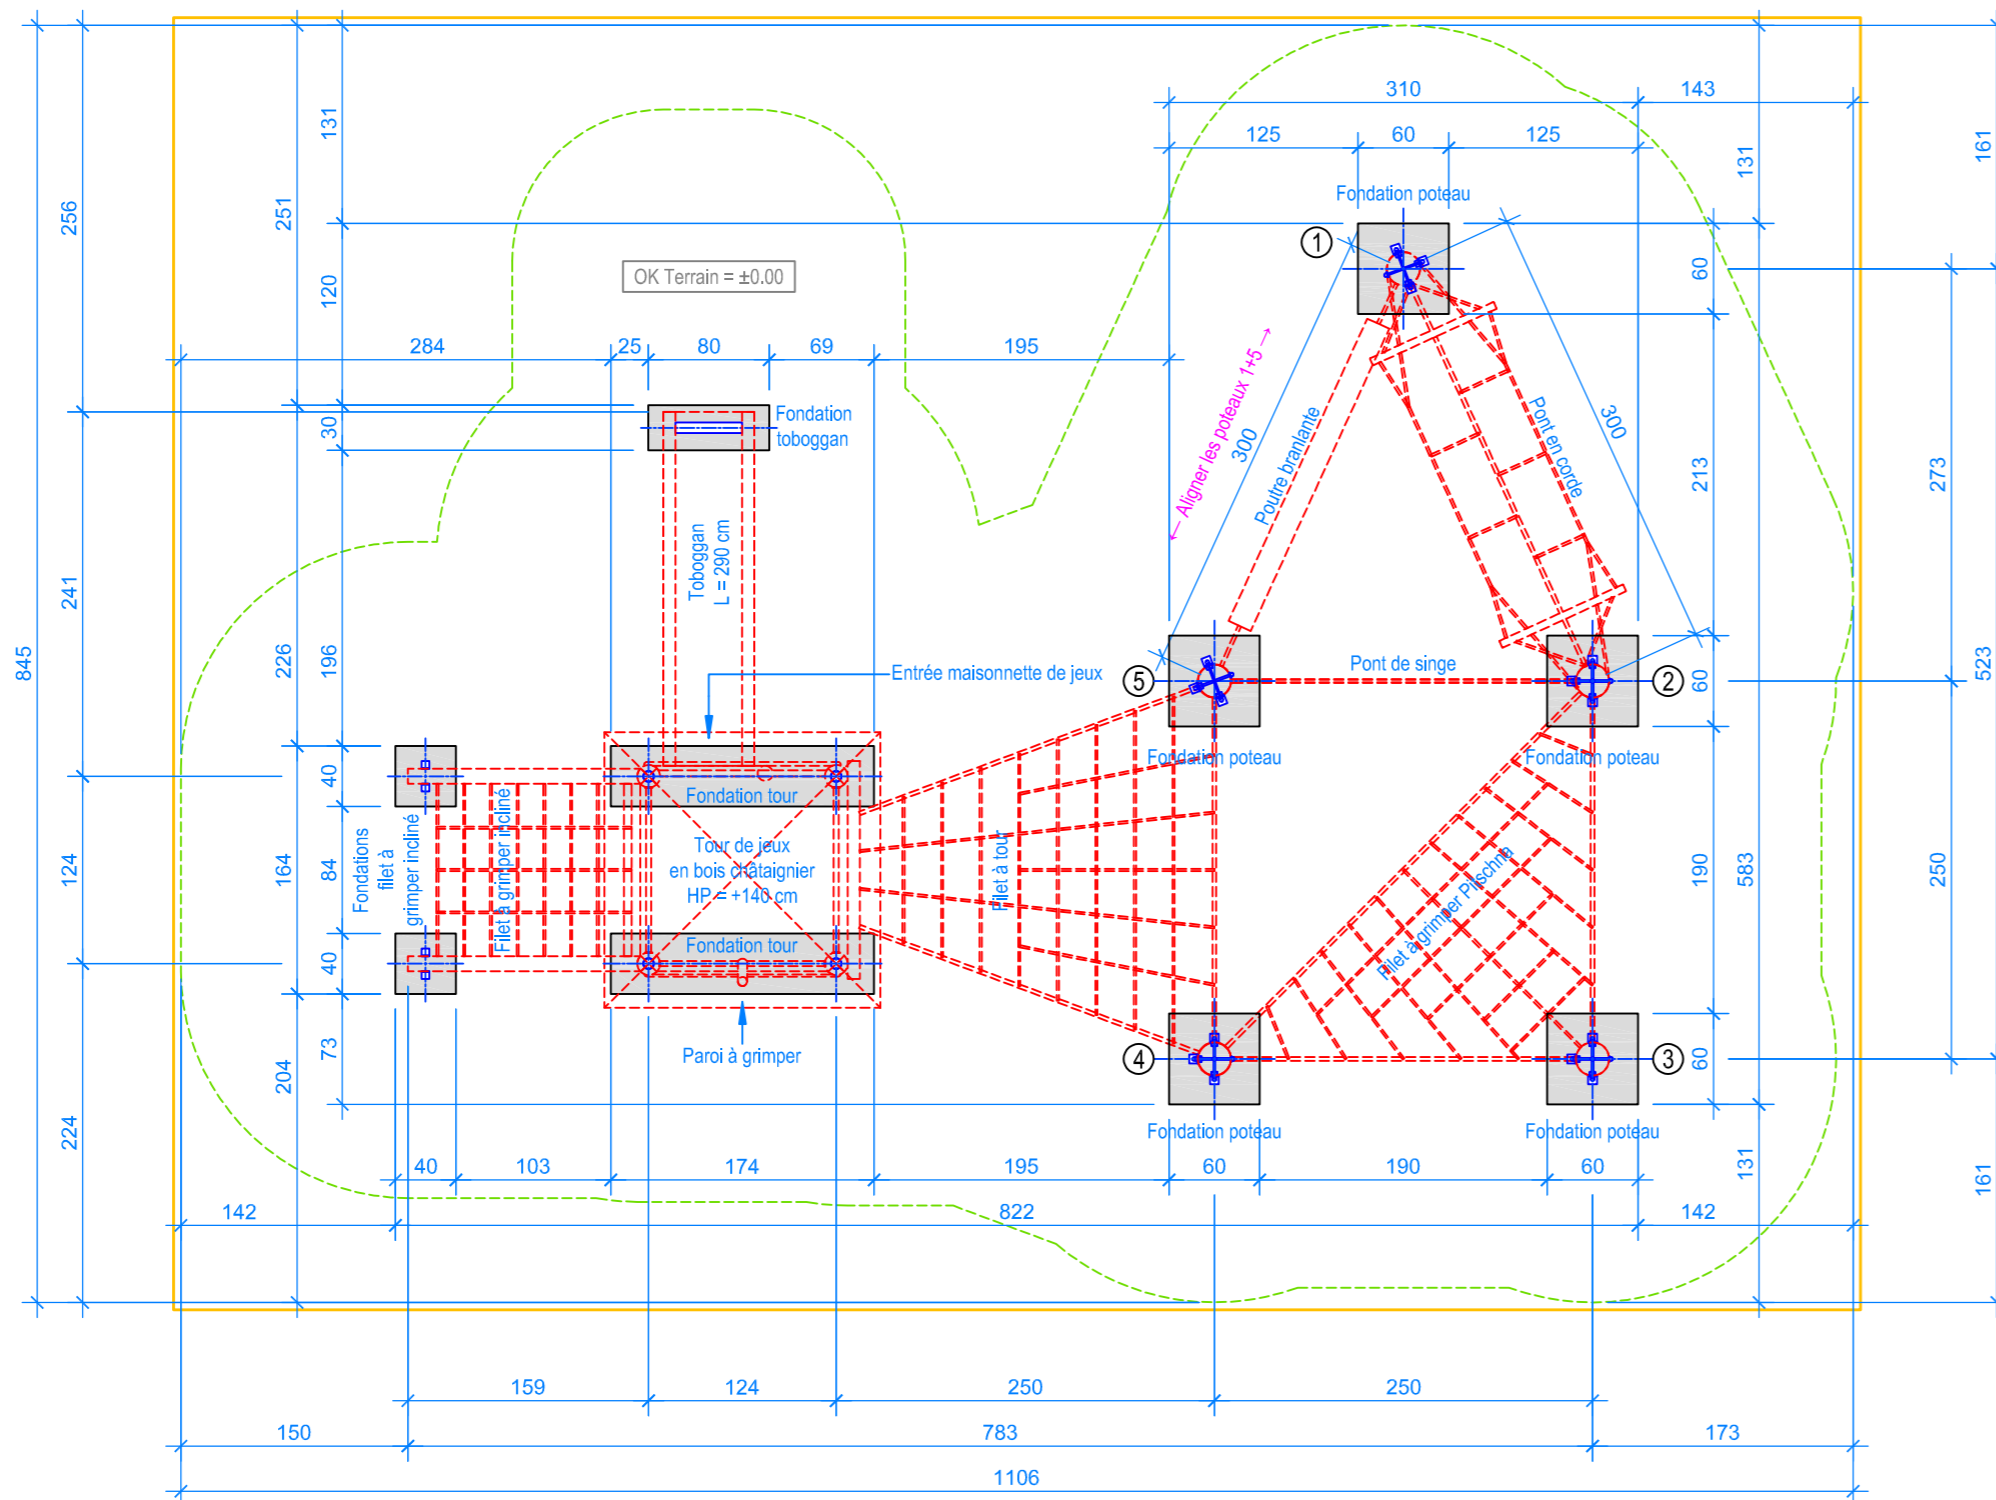 310
143
125
60
125
131
131
161
256
251
Fondation poteau
①
OK Terrain = ±0.00
120
60
284
25
80
69
195
← Aligner les poteaux 1+5 →
300
Poutre branlante
Pont en corde
300
30
Fondation
toboggan
213
273
Toboggan
L = 290 cm
241
845
226
196
Entrée maisonnette de jeux
Pont de singe
⑤
②
60
523
Fondation poteau
Fondation poteau
40
Fondation tour
Fondations
filet à
grimper incliné
Filet à grimper incliné
Tour de jeux
en bois châtaignier
HP = +140 cm
Filet à tour
Filet à grimper Pitschna
124
164
84
190
583
250
Fondation tour
40
73
204
224
Paroi à grimper
④
③
60
Fondation poteau
Fondation poteau
131
161
40
103
174
195
60
190
60
142
822
142
159
124
250
250
150
783
173
1106